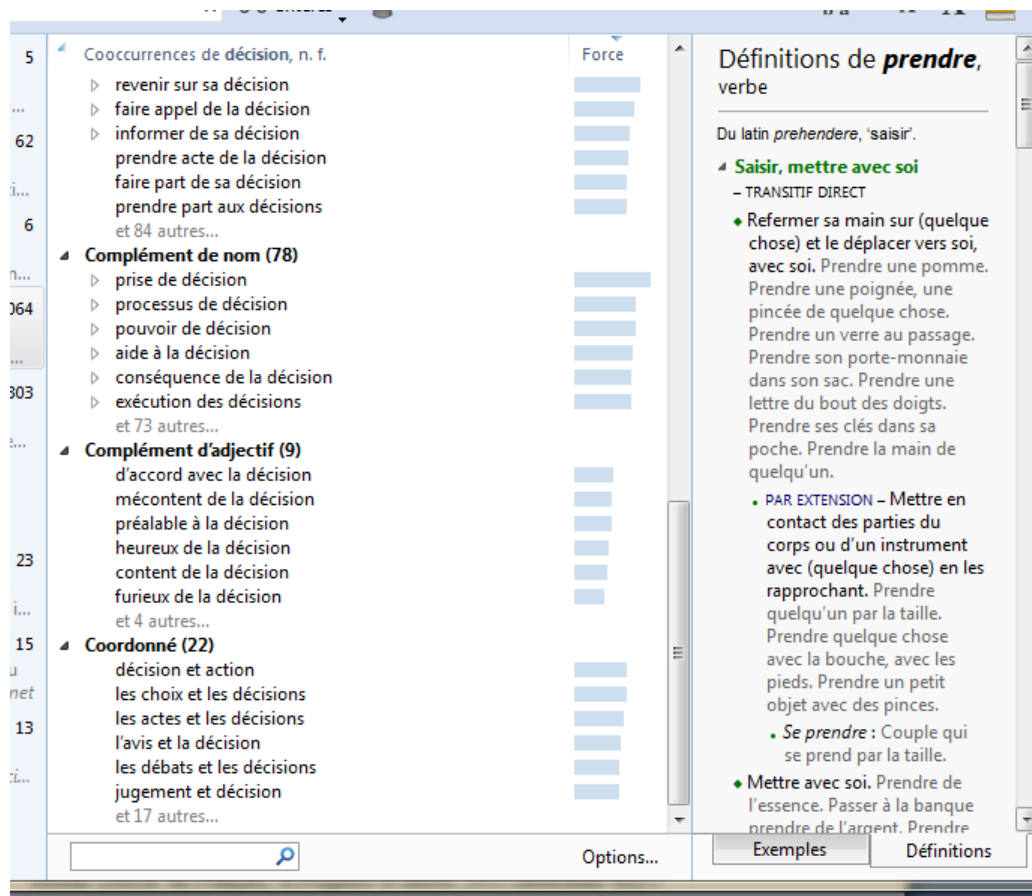 5
...
62
i...
6
n...
064
...
303
...
23
i...
15
u
net
13
ci...
Cooccurrences de décision, n. f.
Force
revenir sur sa décision
faire appel de la décision
informer de sa décision
prendre acte de la décision
faire part de sa décision
prendre part aux décisions
et 84 autres...
Complément de nom (78)
prise de décision
processus de décision
pouvoir de décision
aide à la décision
conséquence de la décision
exécution des décisions
et 73 autres...
Complément d'adjectif (9)
d'accord avec la décision
mécontent de la décision
préalable à la décision
heureux de la décision
content de la décision
furieux de la décision
et 4 autres...
Coordonné (22)
décision et action
les choix et les décisions
les actes et les décisions
l'avis et la décision
les débats et les décisions
jugement et décision
et 17 autres...
Options...
Définitions de prendre,
verbe
Du latin prehendere, 'saisir'.
Saisir, mettre avec soi
– TRANSITIF DIRECT
Refermer sa main sur (quelque
chose) et le déplacer vers soi,
avec soi. Prendre une pomme.
Prendre une poignée, une
pincée de quelque chose.
Prendre un verre au passage.
Prendre son porte-monnaie
dans son sac. Prendre une
lettre du bout des doigts.
Prendre ses clés dans sa
poche. Prendre la main de
quelqu'un.
PAR EXTENSION – Mettre en
contact des parties du
corps ou d'un instrument
avec (quelque chose) en les
rapprochant. Prendre
quelqu'un par la taille.
Prendre quelque chose
avec la bouche, avec les
pieds. Prendre un petit
objet avec des pinces.
Se prendre : Couple qui
se prend par la taille.
Mettre avec soi. Prendre de
l'essence. Passer à la banque
prendre de l'argent. Prendre
Exemples
Définitions